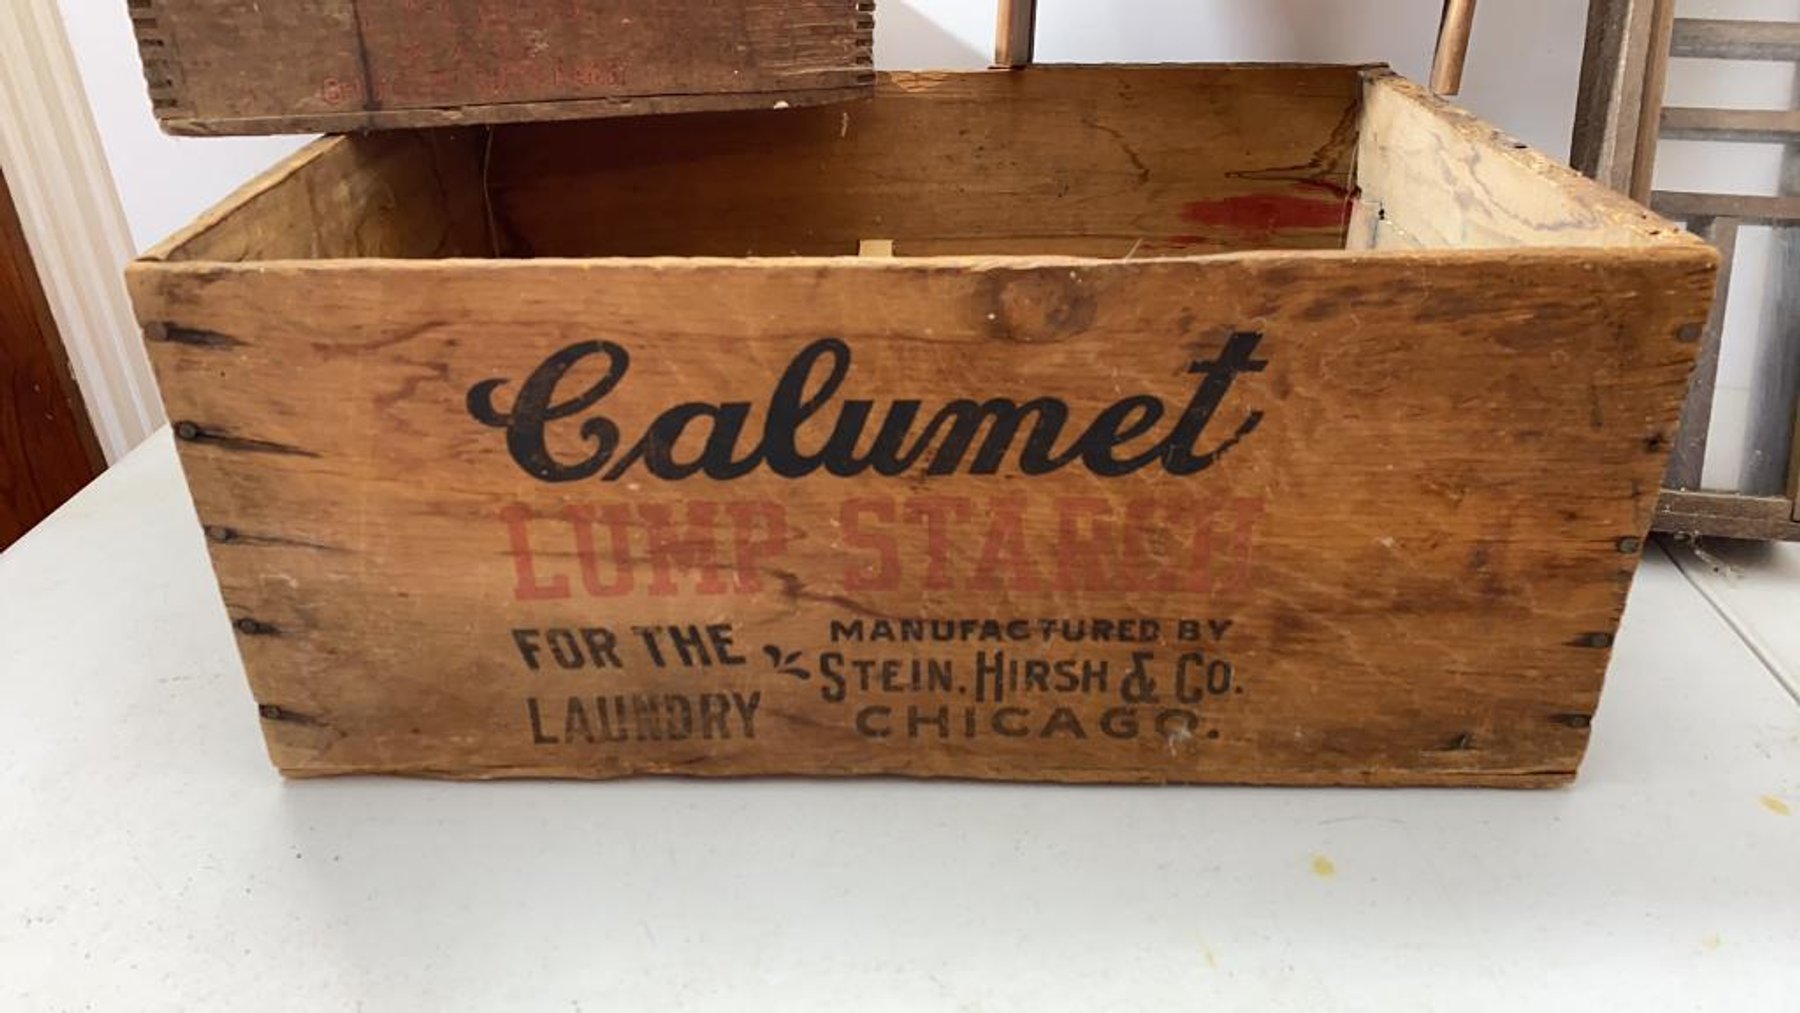 Calumet
LUMP STARCH
FOR THE
LAUNDRY
MANUFACTURED BY
STEIN, HIRSH & CO.
CHICAGO.